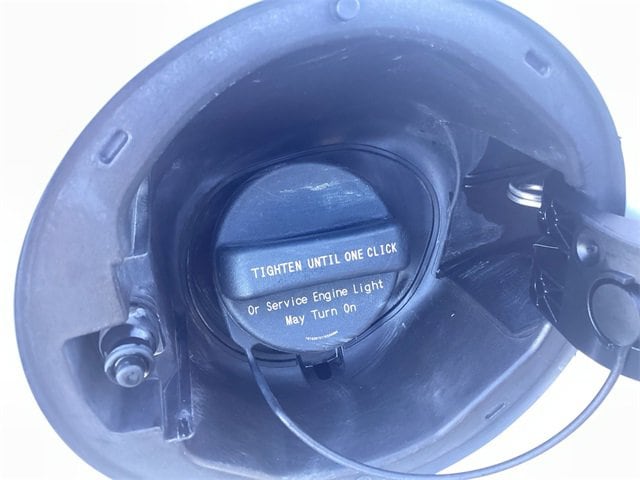 TIGHTEN UNTIL ONE CLICK
Or Service Engine Light
May Turn On